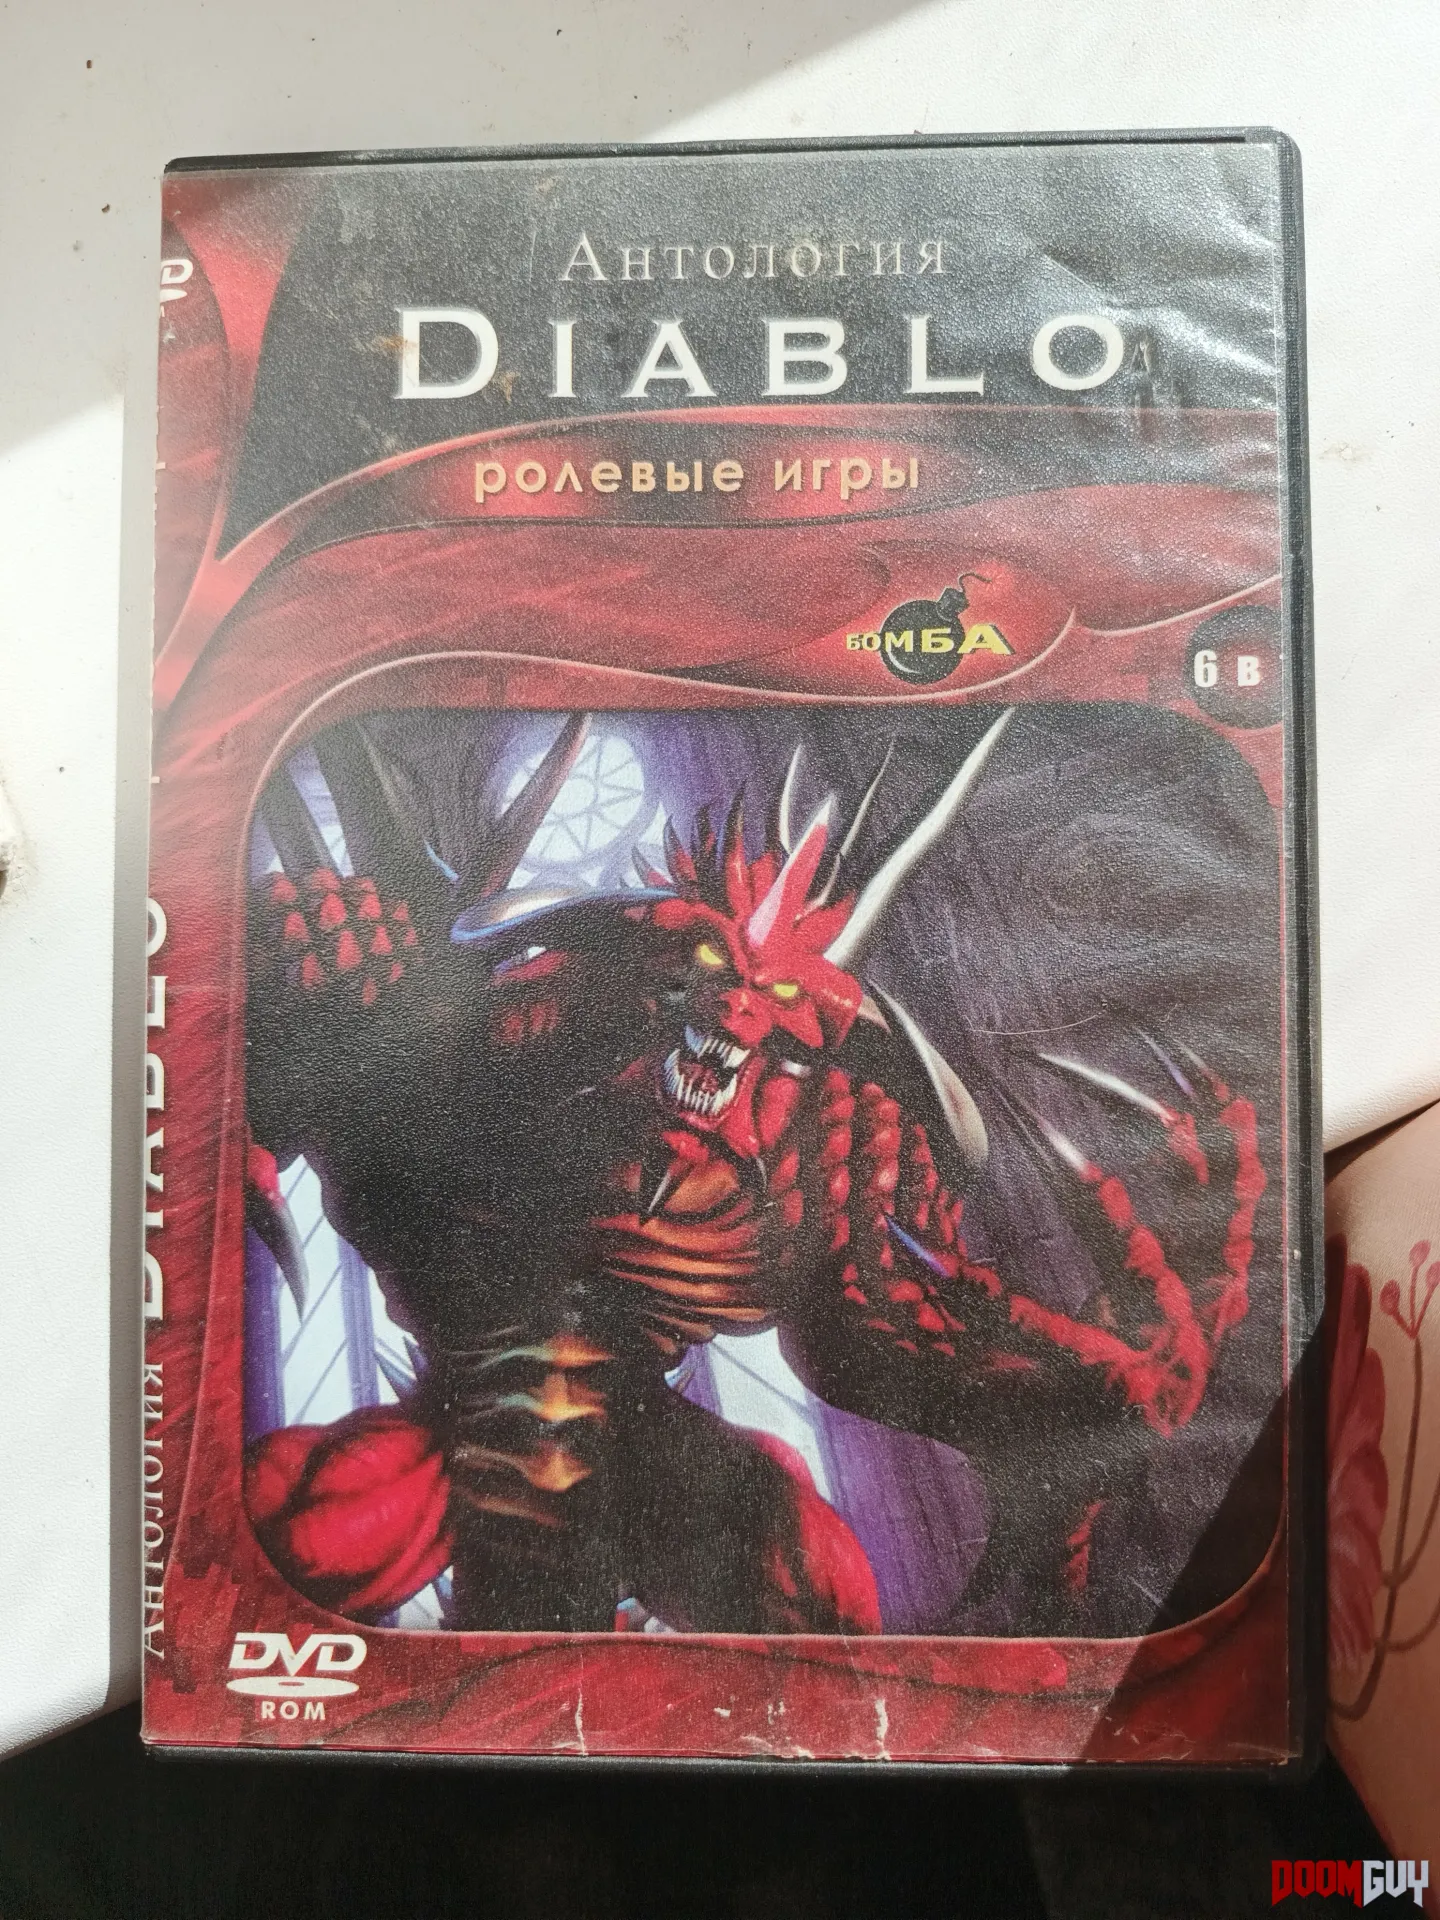 Антология
DIABLO
ролевые игры
БОМБА
6 в
Антология DIABLO
DVD
ROM
DOOMGUY